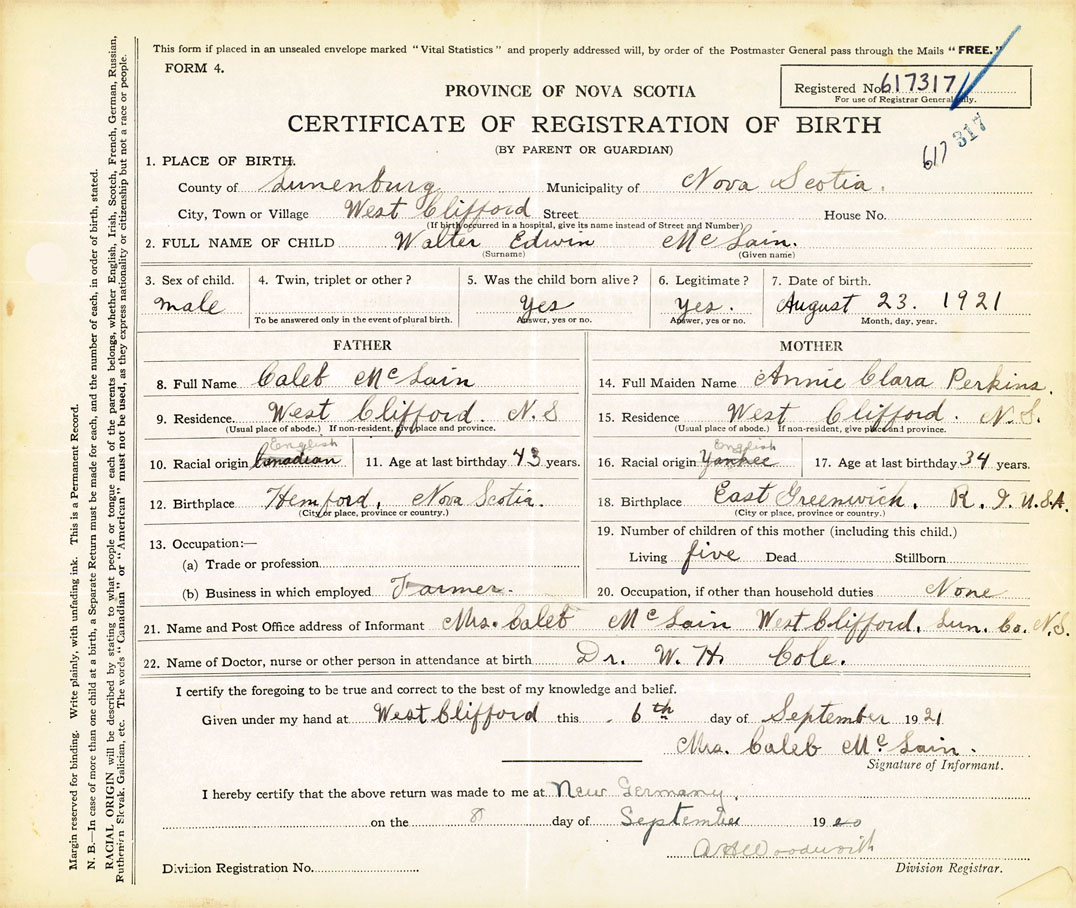 This form if placed in an unsealed envelope marked "Vital Statistics" and properly addressed will, by order of the Postmaster General pass through the Mails "FREE."
FORM 4.
Registered No. 617317
For use of Registrar General only.
617 317
PROVINCE OF NOVA SCOTIA
CERTIFICATE OF REGISTRATION OF BIRTH
(BY PARENT OR GUARDIAN)
1. PLACE OF BIRTH.
County of Lunenburg Municipality of Nova Scotia.
City, Town or Village West Clifford Street House No.
(If birth occurred in a hospital, give its name instead of Street and Number)
2. FULL NAME OF CHILD Walter Edwin McLain.
(Surname) (Given name)
3. Sex of child. 4. Twin, triplet or other? 5. Was the child born alive? 6. Legitimate? 7. Date of birth.
male Yes Yes. August 23. 1921
To be answered only in the event of plural birth. Answer, yes or no. Answer, yes or no. Month, day, year.
FATHER MOTHER
8. Full Name Caleb McLain 14. Full Maiden Name Annie Clara Perkins.
9. Residence. West Clifford. N.S 15. Residence West Clifford. N.S.
(Usual place of abode.) If non-resident, give place and province. (Usual place of abode.) If non-resident, give place and province.
English English
10. Racial origin Canadian 11. Age at last birthday 43 years. 16. Racial origin Yankee 17. Age at last birthday 34 years.
12. Birthplace Hemford, Nova Scotia. 18. Birthplace East Greenwich, R. I. U.S.A.
(City or place, province or country.) (City or place, province or country.)
19. Number of children of this mother (including this child.)
13. Occupation:—
Living five Dead Stillborn
(a) Trade or profession
(b) Business in which employed Farmer. 20. Occupation, if other than household duties None
21. Name and Post Office address of Informant Mrs. Caleb McLain West Clifford, Lun. Co. N.S.
22. Name of Doctor, nurse or other person in attendance at birth Dr. W. H. Cole.
I certify the foregoing to be true and correct to the best of my knowledge and belief.
Given under my hand at West Clifford this 6th day of September 1921
Mrs. Caleb McLain.
Signature of Informant.
I hereby certify that the above return was made to me at New Germany.
on the 8 day of September 19
Woodworth
Division Registration No. Division Registrar.
Margin reserved for binding. Write plainly, with unfading ink. This is a Permanent Record.
N. B.—In case of more than one child at a birth, a Separate Return must be made for each, and the number of each, in order of birth, stated.
RACIAL ORIGIN will be described by stating to what people or tongue each of the parents belongs, whether English, Irish, Scotch, French, German, Russian,
Ruthenian Slovak, Galician, etc. The words "Canadian" or "American" must not be used, as they express nationality or citizenship but not a race or people.